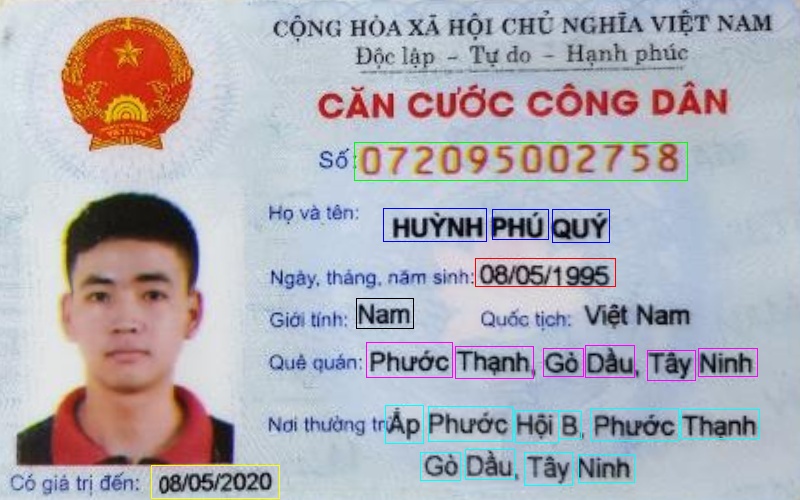 CỘNG HÒA XÃ HỘI CHỦ NGHĨA VIỆT NAM
Độc lập - Tự do - Hạnh phúc
CĂN CƯỚC CÔNG DÂN
Số: 072095002758
Họ và tên: HUỲNH PHÚ QUÝ
Ngày, tháng, năm sinh: 08/05/1995
Giới tính: Nam Quốc tịch: Việt Nam
Quê quán: Phước Thạnh, Gò Dầu, Tây Ninh
Nơi thường trú: Ấp Phước Hội B, Phước Thạnh
Gò Dầu, Tây Ninh
Có giá trị đến: 08/05/2020